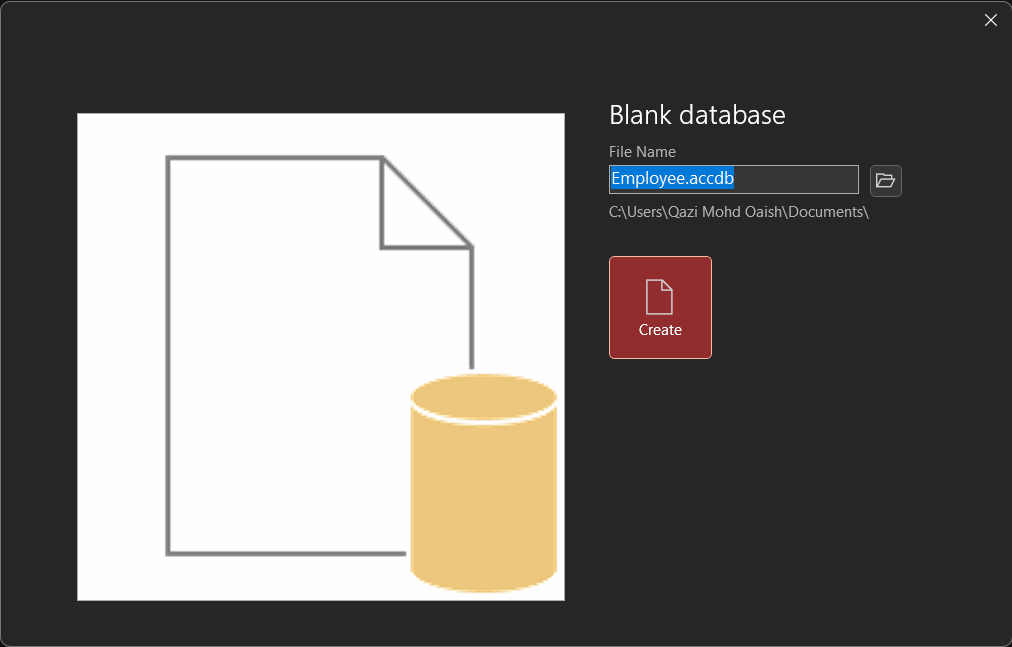 Blank database
File Name
Employee.accdb
C:\Users\Qazi Mohd Oaish\Documents\
Create